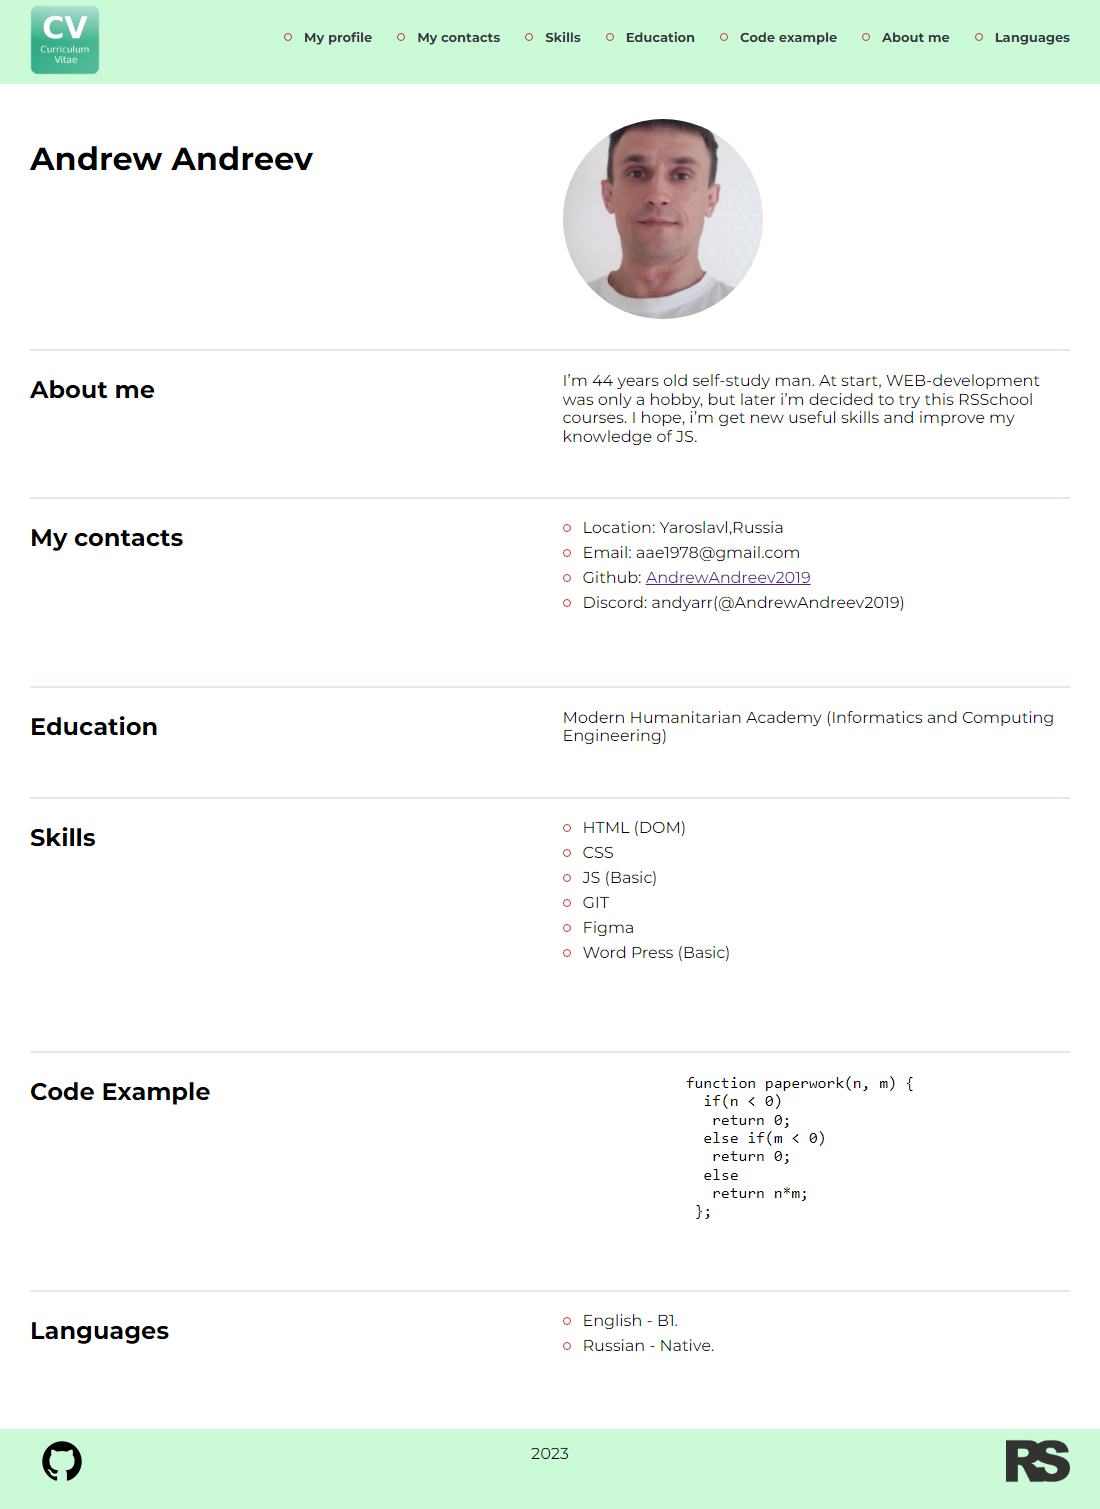 CV
Curriculum
Vitae
My profile
My contacts
Skills
Education
Code example
About me
Languages
Andrew Andreev
About me
I'm 44 years old self-study man. At start, WEB-development
was only a hobby, but later i'm decided to try this RSSchool
courses. I hope, i'm get new useful skills and improve my
knowledge of JS.
My contacts
Location: Yaroslavl,Russia
Email: aae1978@gmail.com
Github: AndrewAndreev2019
Discord: andyarr(@AndrewAndreev2019)
Education
Modern Humanitarian Academy (Informatics and Computing
Engineering)
Skills
HTML (DOM)
CSS
JS (Basic)
GIT
Figma
Word Press (Basic)
Code Example
function paperwork(n, m) {
if(n < 0)
return 0;
else if(m < 0)
return 0;
else
return n*m;
};
Languages
English - B1.
Russian - Native.
2023
RS